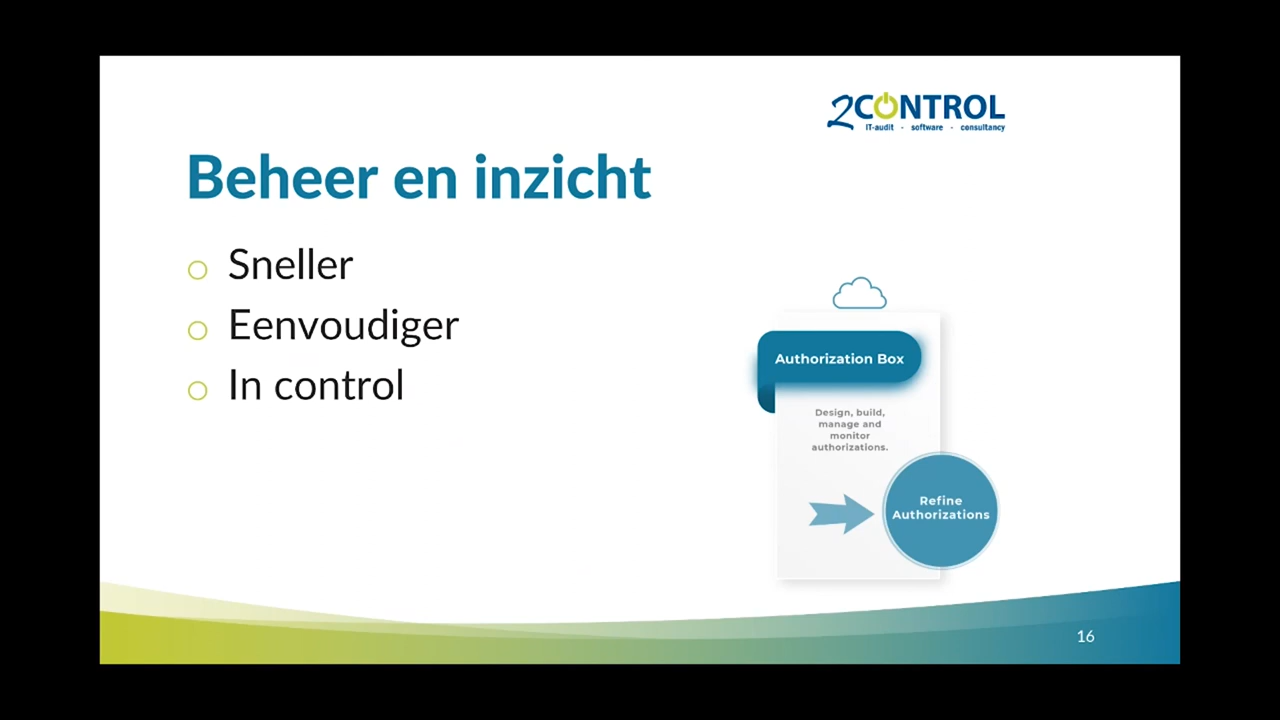 2CONTROL
IT-audit - software - consultancy
Beheer en inzicht
Sneller
Eenvoudiger
In control
Authorization Box
Design, build,
manage and
monitor
authorizations.
Refine
Authorizations
16